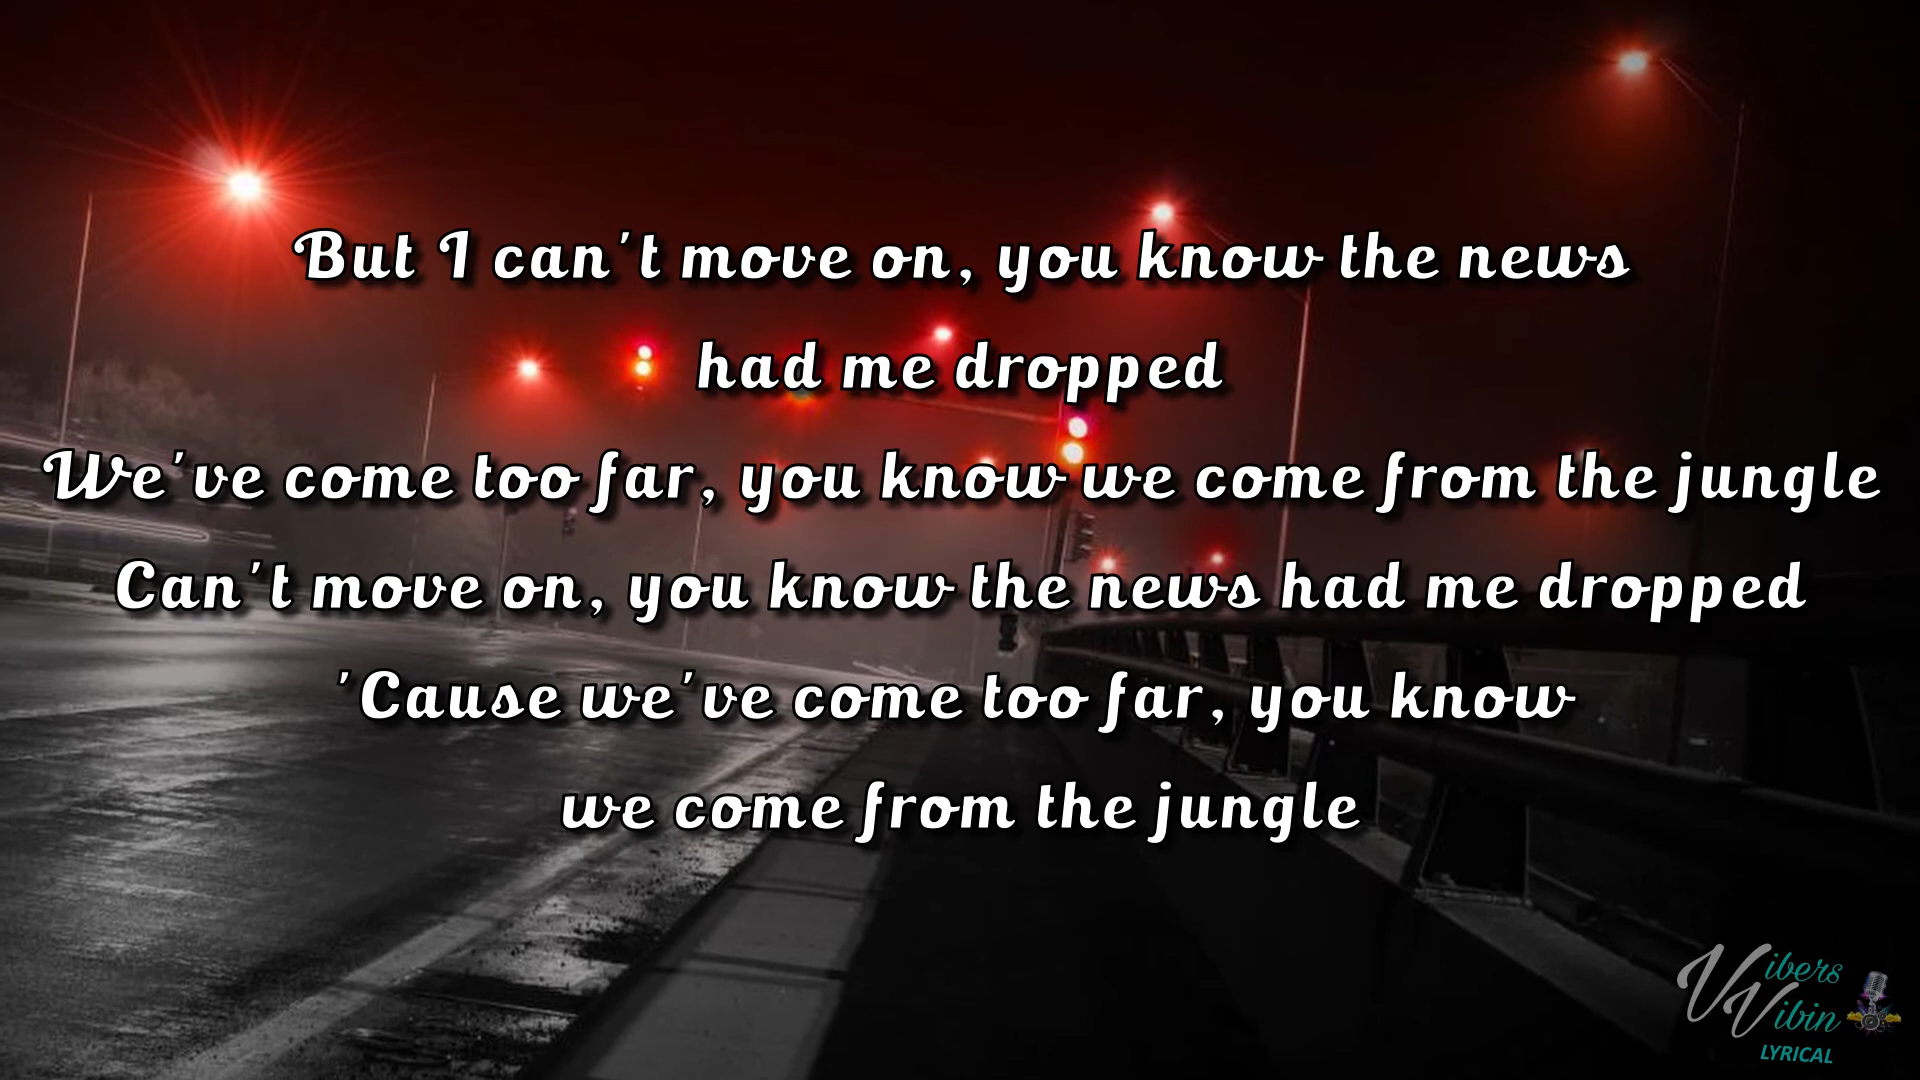 But I can't move on, you know the news
had me dropped
We've come too far, you know we come from the jungle
Can't move on, you know the news had me dropped
'Cause we've come too far, you know
we come from the jungle
Vibers
Vibin
LYRICAL